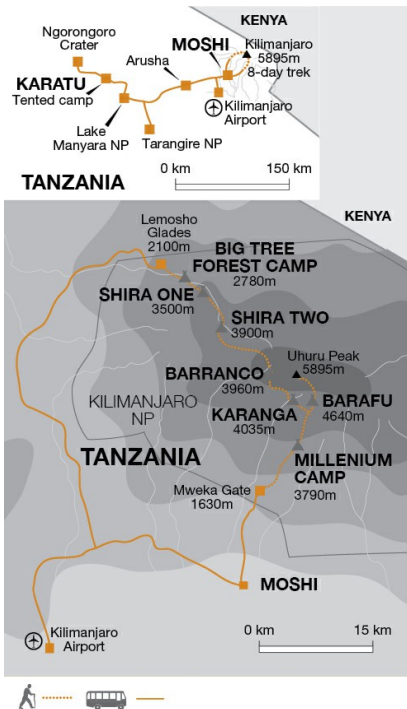 KENYA
Ngorongoro
Crater
MOSHI
Kilimanjaro
5895m
8-day trek
Arusha
KARATU
Tented camp
Kilimanjaro
Airport
Lake
Manyara NP
Tarangire NP
0 km
150 km
TANZANIA
KENYA
Lemosho
Glades
2100m
BIG TREE
FOREST CAMP
2780m
SHIRA ONE
3500m
SHIRA TWO
3900m
Uhuru Peak
5895m
BARRANCO
3960m
KILIMANJARO
NP
KARANGA
4035m
BARAFU
4640m
TANZANIA
MILLENIUM
CAMP
3790m
Mweka Gate
1630m
MOSHI
Kilimanjaro
Airport
0 km
15 km